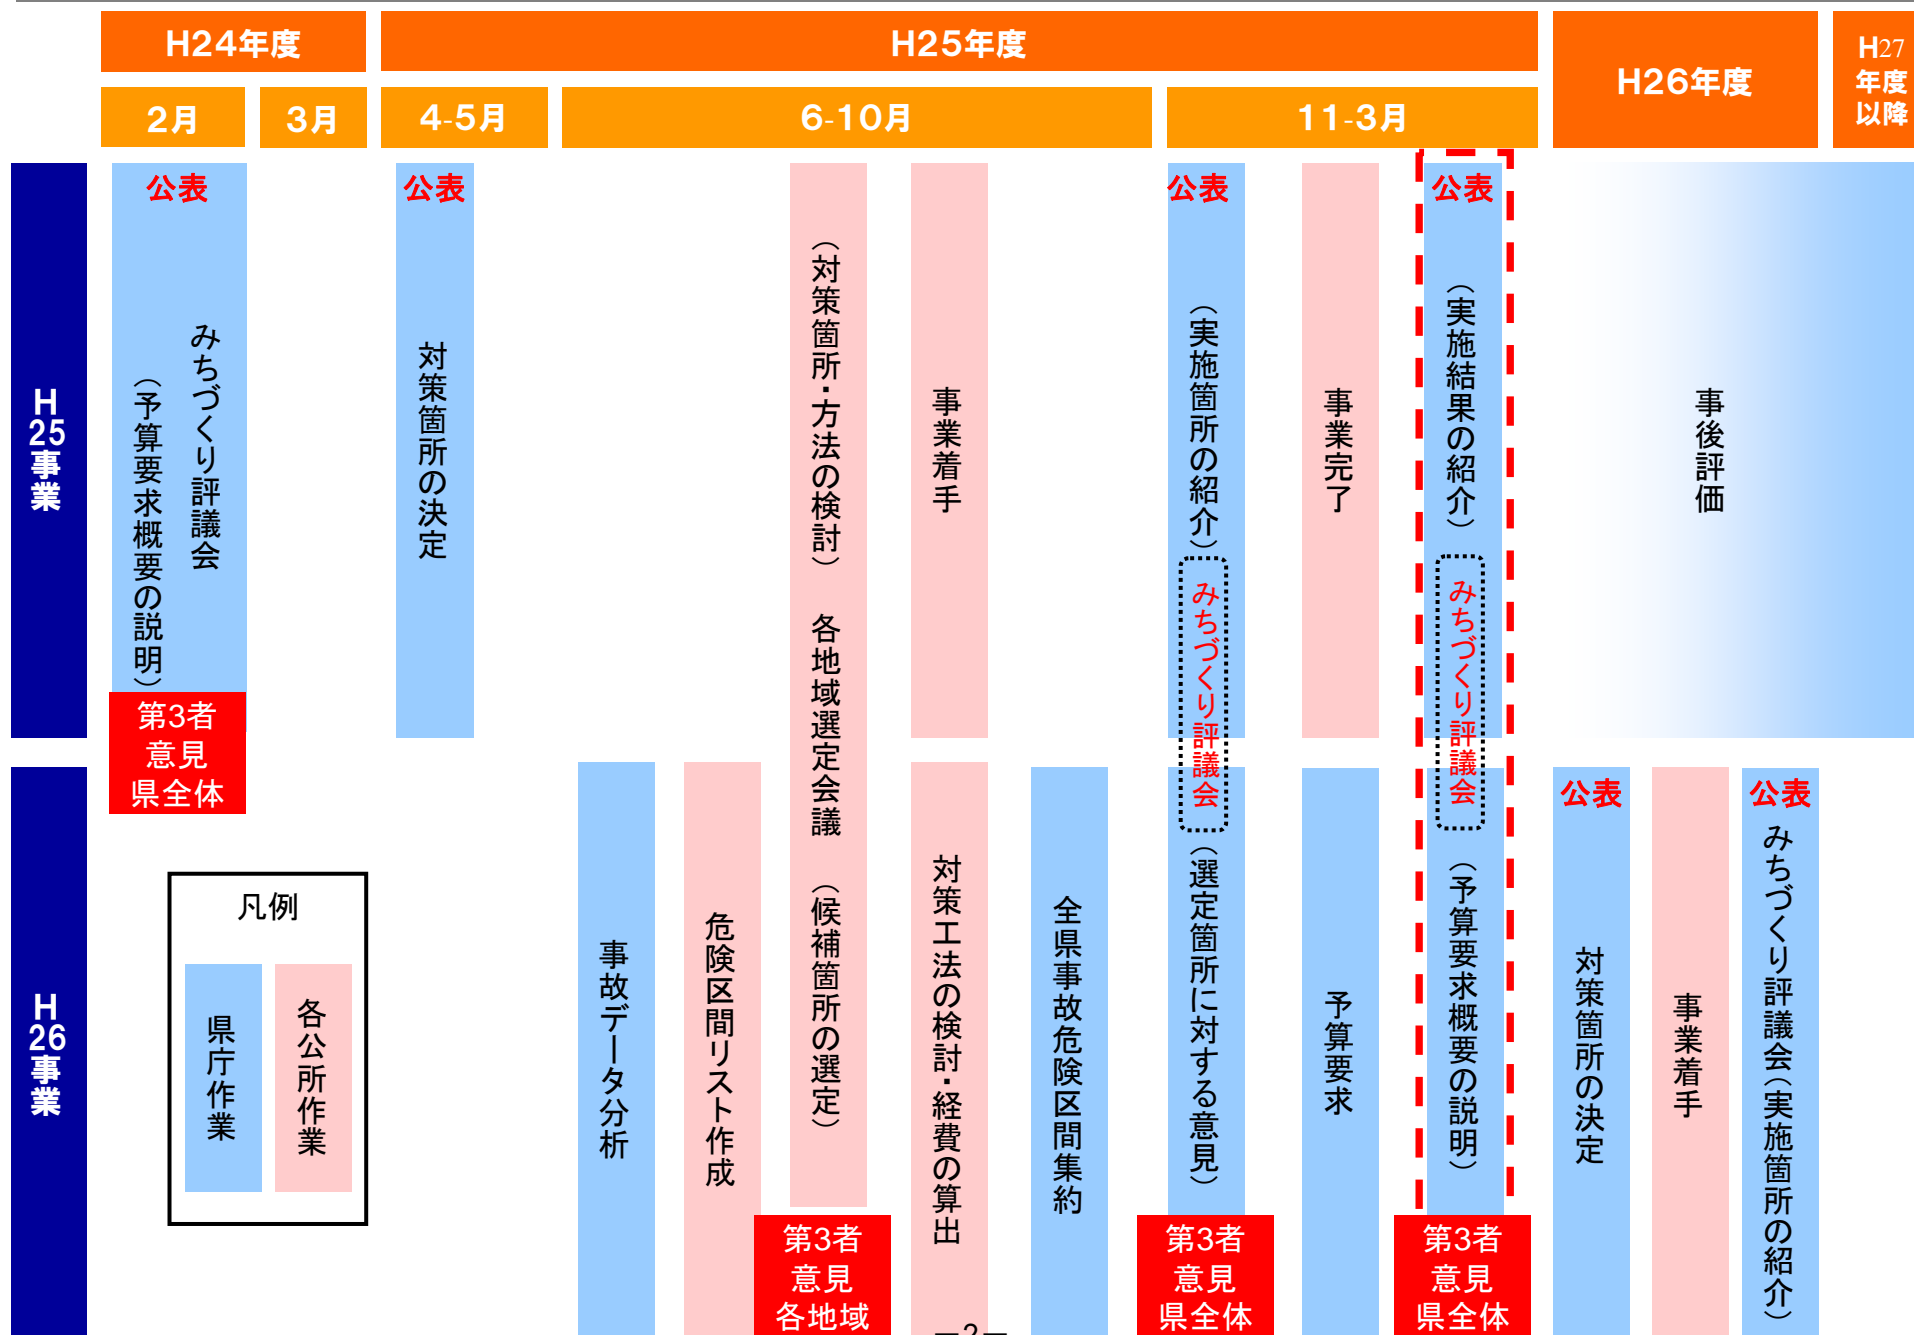 H24年度
H25年度
H26年度
H27
年度
以降
2月
3月
4-5月
6-10月
11-3月
H25事業
公表
みちづくり評議会
（予算要求概要の説明）
第3者
意見
県全体
公表
対策箇所の決定
（対策箇所・方法の検討）　各地域選定会議　（候補箇所の選定）
第3者
意見
各地域
事業着手
公表
（実施箇所の紹介）
みちづくり評議会
（選定箇所に対する意見）
第3者
意見
県全体
事業完了
公表
（実施結果の紹介）
みちづくり評議会
（予算要求概要の説明）
第3者
意見
県全体
事後評価
H26事業
事故データ分析
危険区間リスト作成
対策工法の検討・経費の算出
全県事故危険区間集約
予算要求
公表
対策箇所の決定
事業着手
公表
みちづくり評議会（実施箇所の紹介）
凡例
県庁作業
各公所作業
－2－